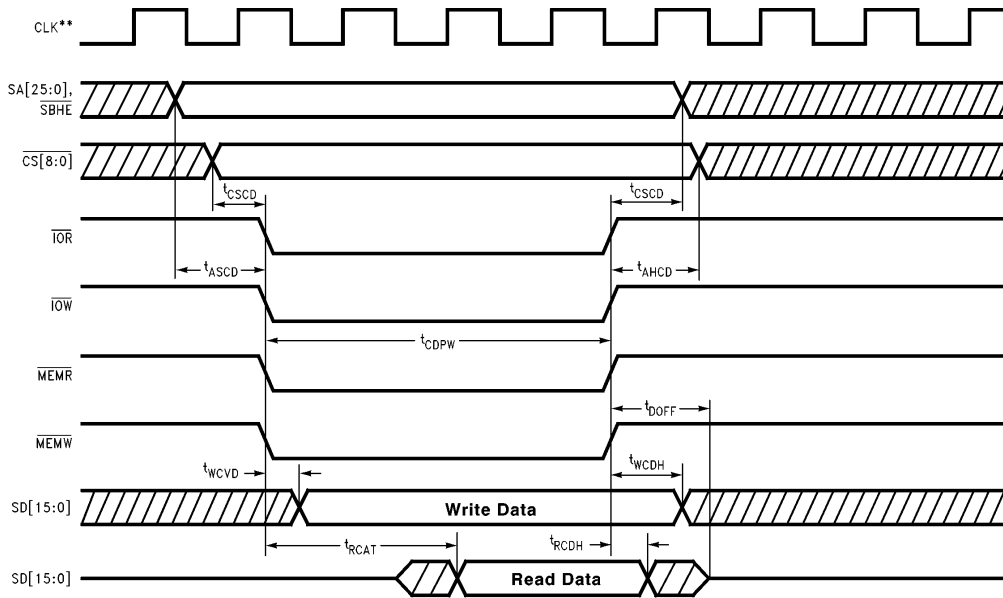 CLK**
SA[25:0],
SBHE
CS[8:0]
tCSCD
tCSCD
IOR
tASCD
tAHCD
IOW
tCDPW
MEMR
tDOFF
MEMW
tWCVD
tWCDH
SD[15:0]
Write Data
tRCAT
tRCDH
SD[15:0]
Read Data